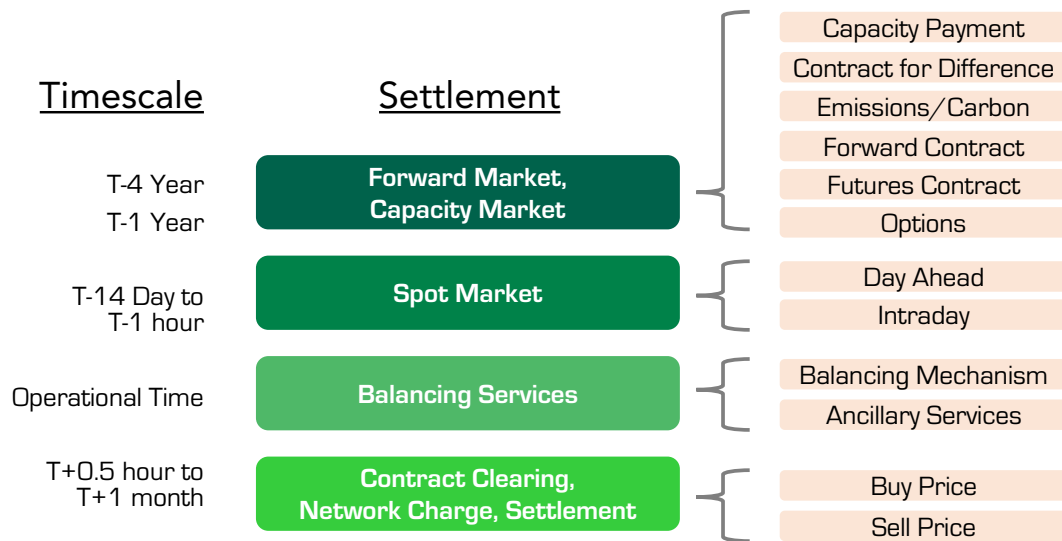 Timescale
Settlement
T-4 Year
T-1 Year
Forward Market,
Capacity Market
Capacity Payment
Contract for Difference
Emissions/Carbon
Forward Contract
Futures Contract
Options
T-14 Day to
T-1 hour
Spot Market
Day Ahead
Intraday
Operational Time
Balancing Services
Balancing Mechanism
Ancillary Services
T+0.5 hour to
T+1 month
Contract Clearing,
Network Charge, Settlement
Buy Price
Sell Price